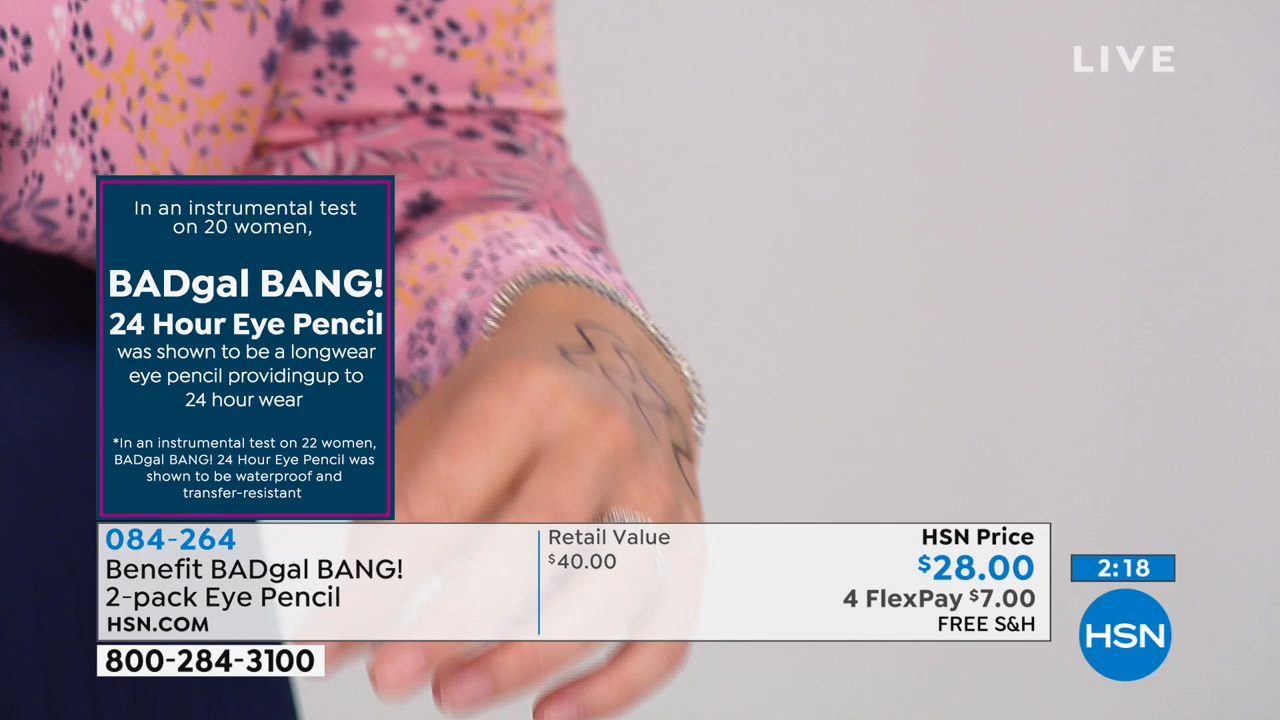 LIVE
In an instrumental test
on 20 women,
BADgal BANG!
24 Hour Eye Pencil
was shown to be a longwear
eye pencil providingup to
24 hour wear
*In an instrumental test on 22 women,
BADgal BANG! 24 Hour Eye Pencil was
shown to be waterproof and
transfer-resistant
084-264
Benefit BADgal BANG!
2-pack Eye Pencil
HSN.COM
Retail Value
$40.00
HSN Price
$28.00
4 FlexPay $7.00
FREE S&H
2:18
HSN
800-284-3100